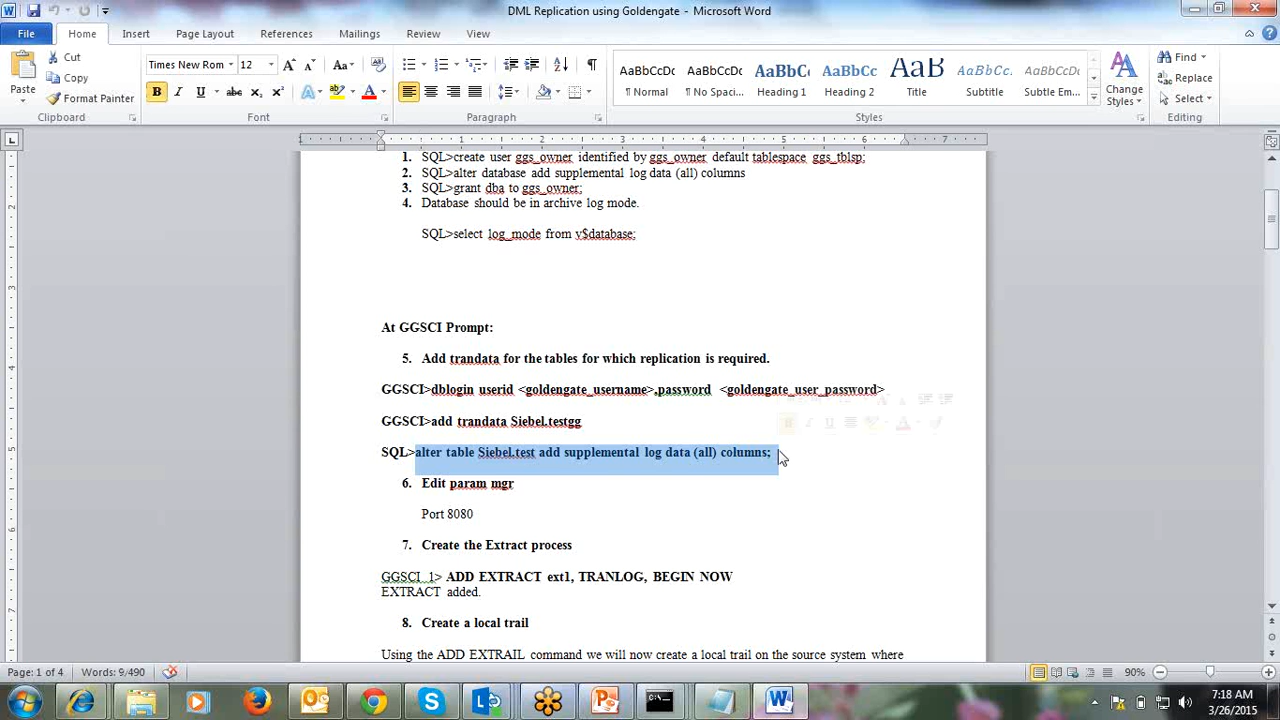 DML Replication using Goldengate - Microsoft Word
File Home Insert Page Layout References Mailings Review View
Paste Cut Copy Format Painter Clipboard
Times New Rom 12 Font
Paragraph
AaBbCcDc AaBbCcDc AaBbCc AaBbCc AaB AaBbCc. AaBbCcDc
¶ Normal ¶ No Spaci... Heading 1 Heading 2 Title Subtitle Subtle Em...
Change Styles Styles
Find Replace Select Editing
1. SQL>create user ggs_owner identified by ggs_owner default tablespace ggs_tblsp;
2. SQL>alter database add supplemental log data (all) columns
3. SQL>grant dba to ggs_owner;
4. Database should be in archive log mode.
SQL>select log_mode from v$database;
At GGSCI Prompt:
5. Add trandata for the tables for which replication is required.
GGSCI>dblogin userid <goldengate_username>,password <goldengate_user_password>
GGSCI>add trandata Siebel.testgg
SQL>alter table Siebel.test add supplemental log data (all) columns;
6. Edit param mgr
Port 8080
7. Create the Extract process
GGSCI 1> ADD EXTRACT ext1, TRANLOG, BEGIN NOW
EXTRACT added.
8. Create a local trail
Using the ADD EXTRAIL command we will now create a local trail on the source system where
Page: 1 of 4 Words: 9/490 90%
7:18 AM
3/26/2015